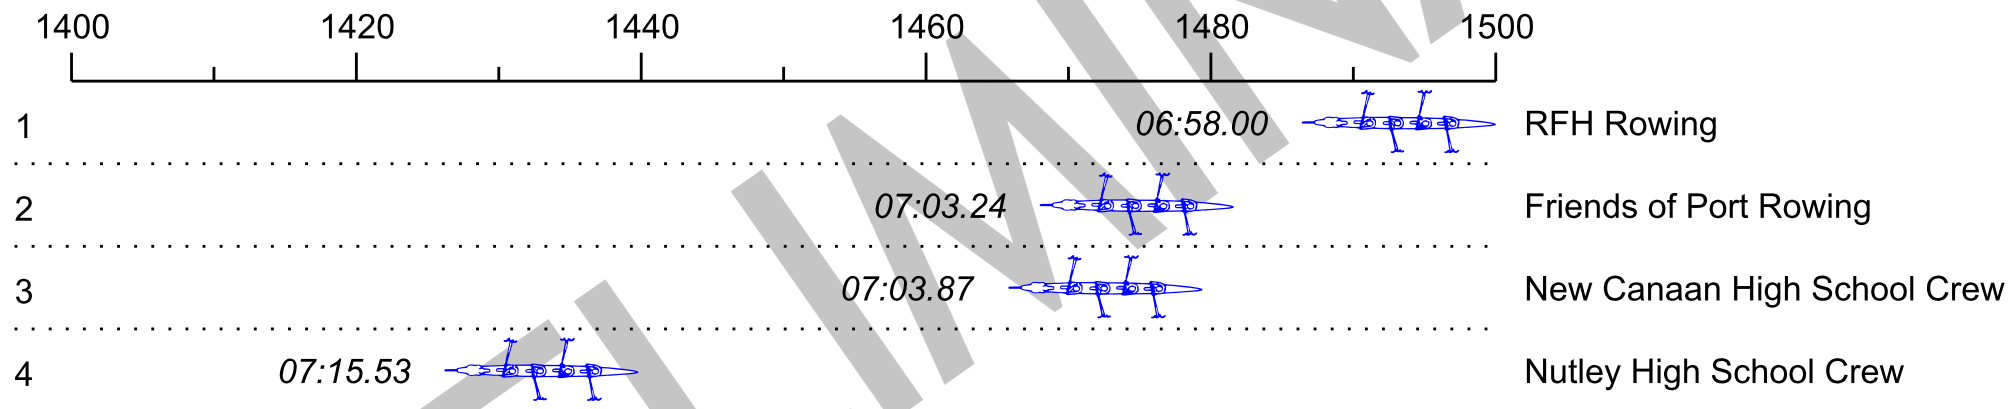 1400 1420 1440 1460 1480 1500
1 06:58.00 RFH Rowing
2 07:03.24 Friends of Port Rowing
3 07:03.87 New Canaan High School Crew
4 07:15.53 Nutley High School Crew